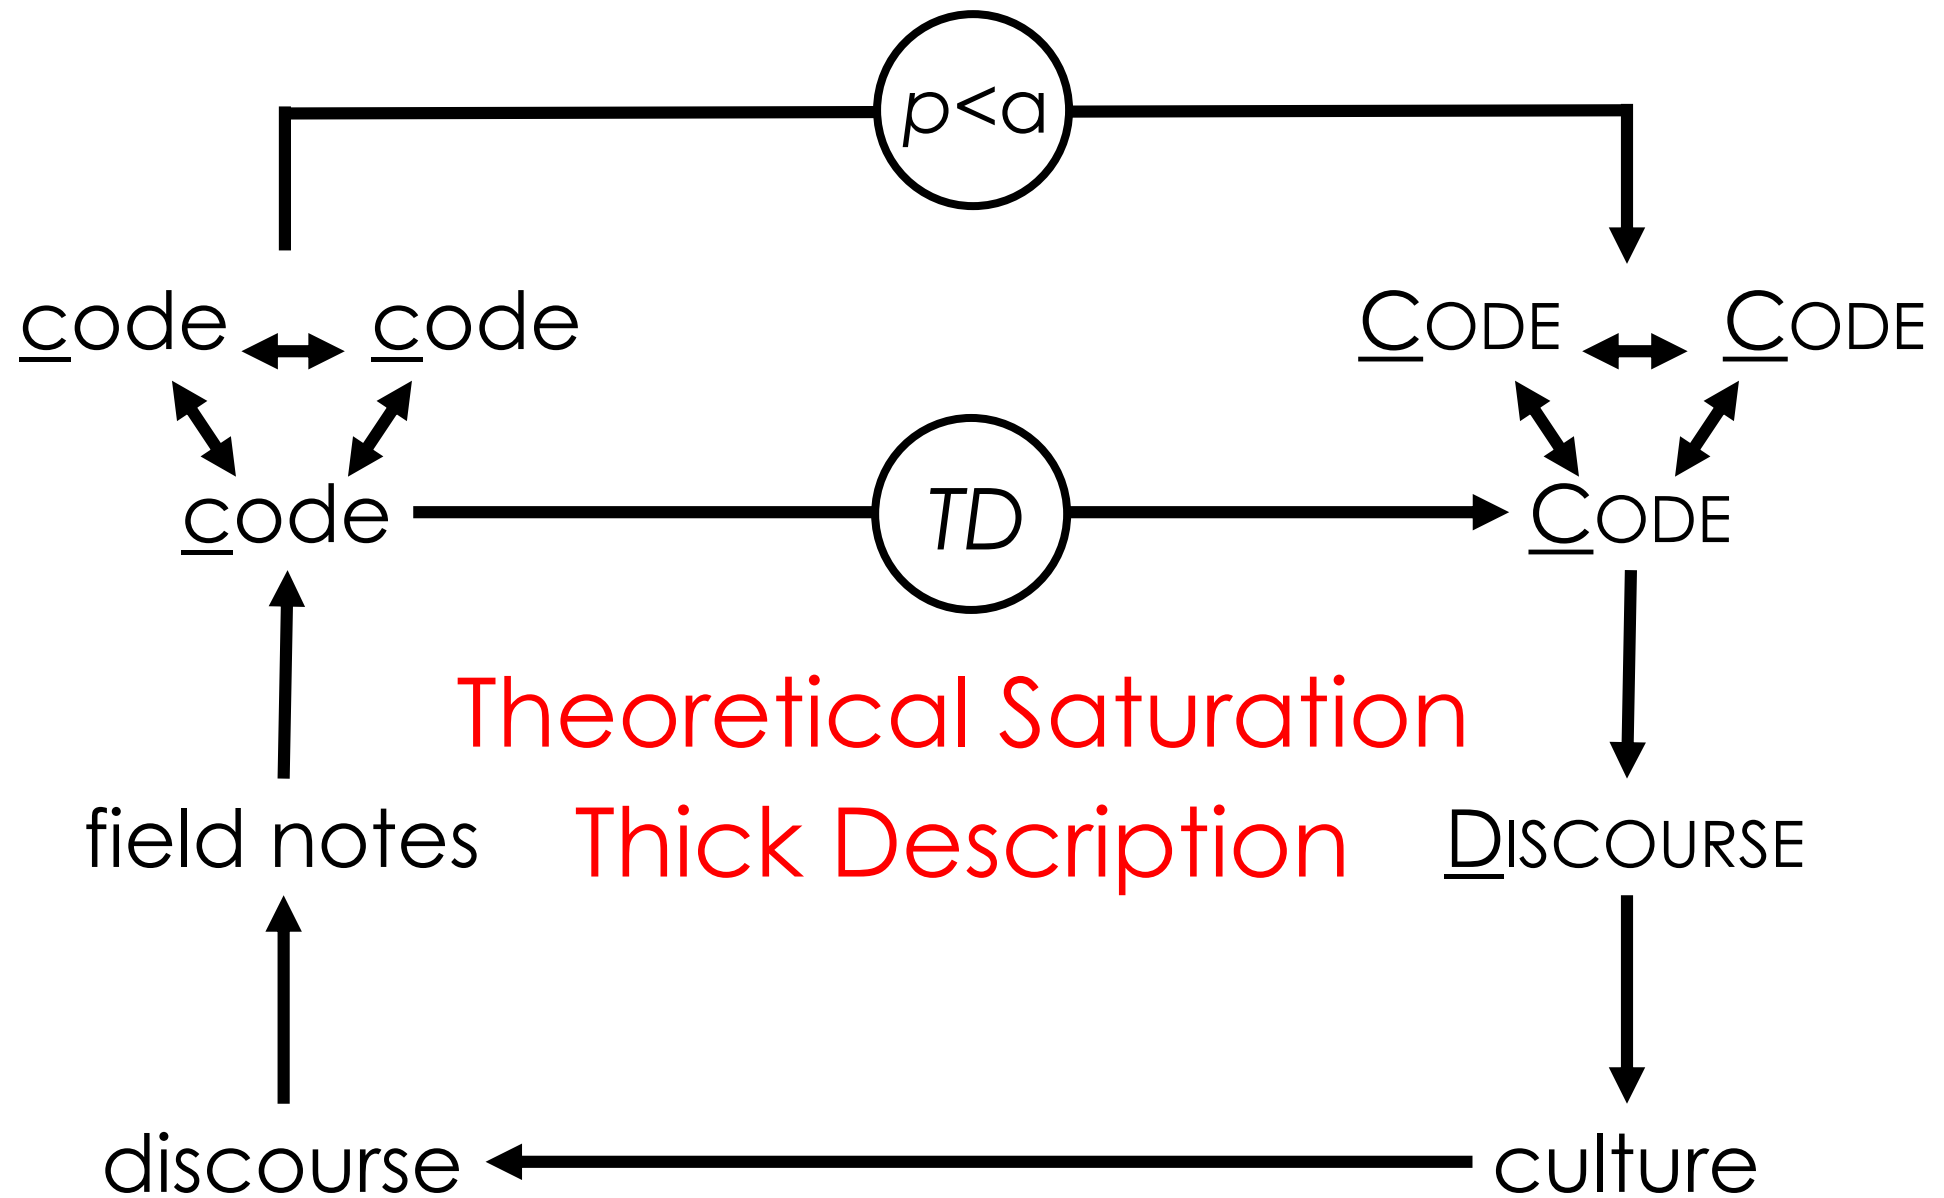 p<a
code code CODE CODE
code TD CODE
Theoretical Saturation
field notes Thick Description DISCOURSE
discourse culture